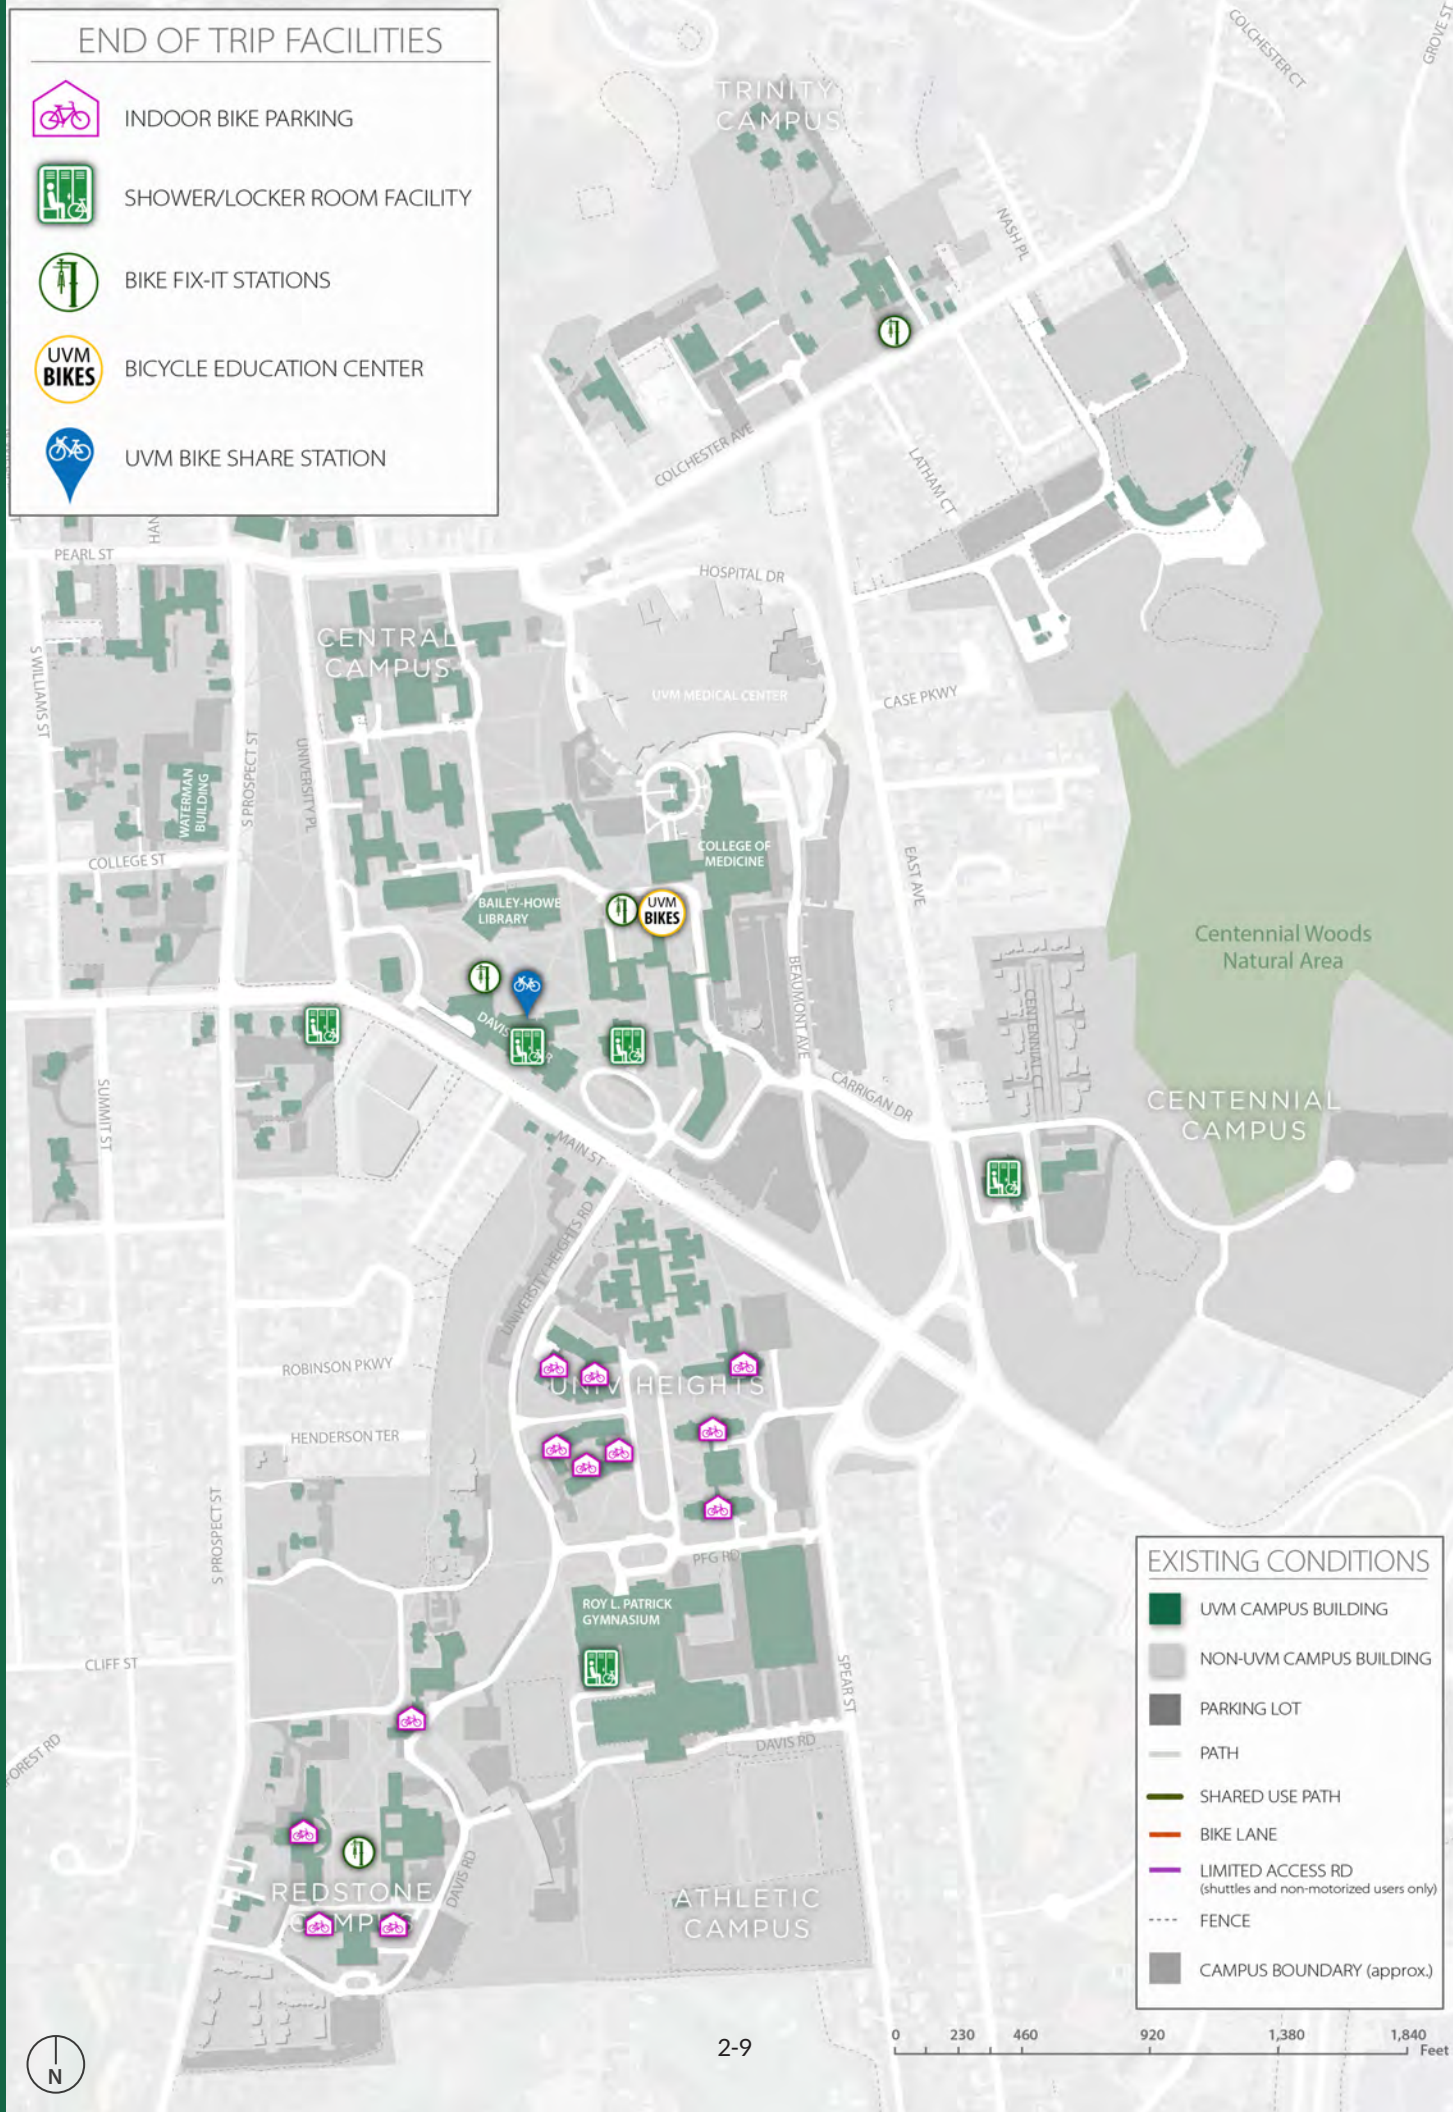 END OF TRIP FACILITIES
INDOOR BIKE PARKING
SHOWER/LOCKER ROOM FACILITY
BIKE FIX-IT STATIONS
UVM
BIKES
BICYCLE EDUCATION CENTER
UVM BIKE SHARE STATION
TRINITY
CAMPUS
COLCHESTER CT
GROVE ST
NASH PL
COLCHESTER AVE
LATHAM CT
PEARL ST
HAN
HOSPITAL DR
CENTRAL
CAMPUS
S WILLIAMS ST
UVM MEDICAL CENTER
CASE PKWY
S PROSPECT ST
UNIVERSITY PL
WATERMAN
BUILDING
COLLEGE ST
COLLEGE OF
MEDICINE
EAST AVE
BAILEY-HOWE
LIBRARY
UVM
BIKES
Centennial Woods
Natural Area
BEAUMONT AVE
CENTENNIAL CT
DAVIS
SUMMIT ST
CARRIGAN DR
CENTENNIAL
CAMPUS
MAIN ST
UNIVERSITY HEIGHTS RD
ROBINSON PKWY
UNIV HEIGHTS
HENDERSON TER
S PROSPECT ST
PFG RD
ROY L. PATRICK
GYMNASIUM
CLIFF ST
SPEAR ST
DAVIS RD
FOREST RD
DAVIS RD
REDSTONE
CAMPUS
ATHLETIC
CAMPUS
EXISTING CONDITIONS
UVM CAMPUS BUILDING
NON-UVM CAMPUS BUILDING
PARKING LOT
PATH
SHARED USE PATH
BIKE LANE
LIMITED ACCESS RD
(shuttles and non-motorized users only)
FENCE
CAMPUS BOUNDARY (approx.)
N
2-9
0 230 460 920 1,380 1,840
Feet